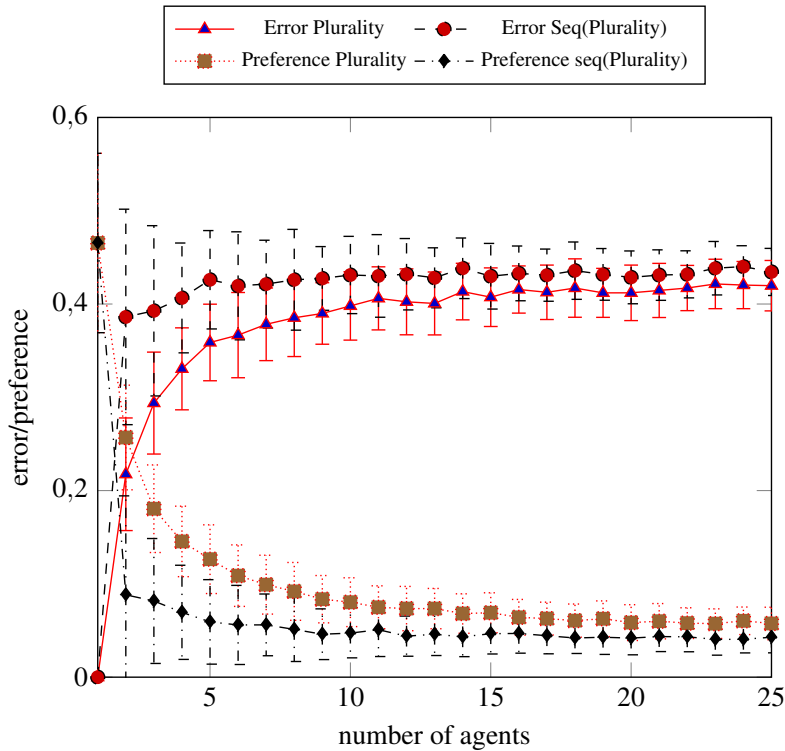 Error Plurality Error Seq(Plurality)
Preference Plurality Preference seq(Plurality)
0,6
0,4
0,2
0
error/preference
5 10 15 20 25
number of agents